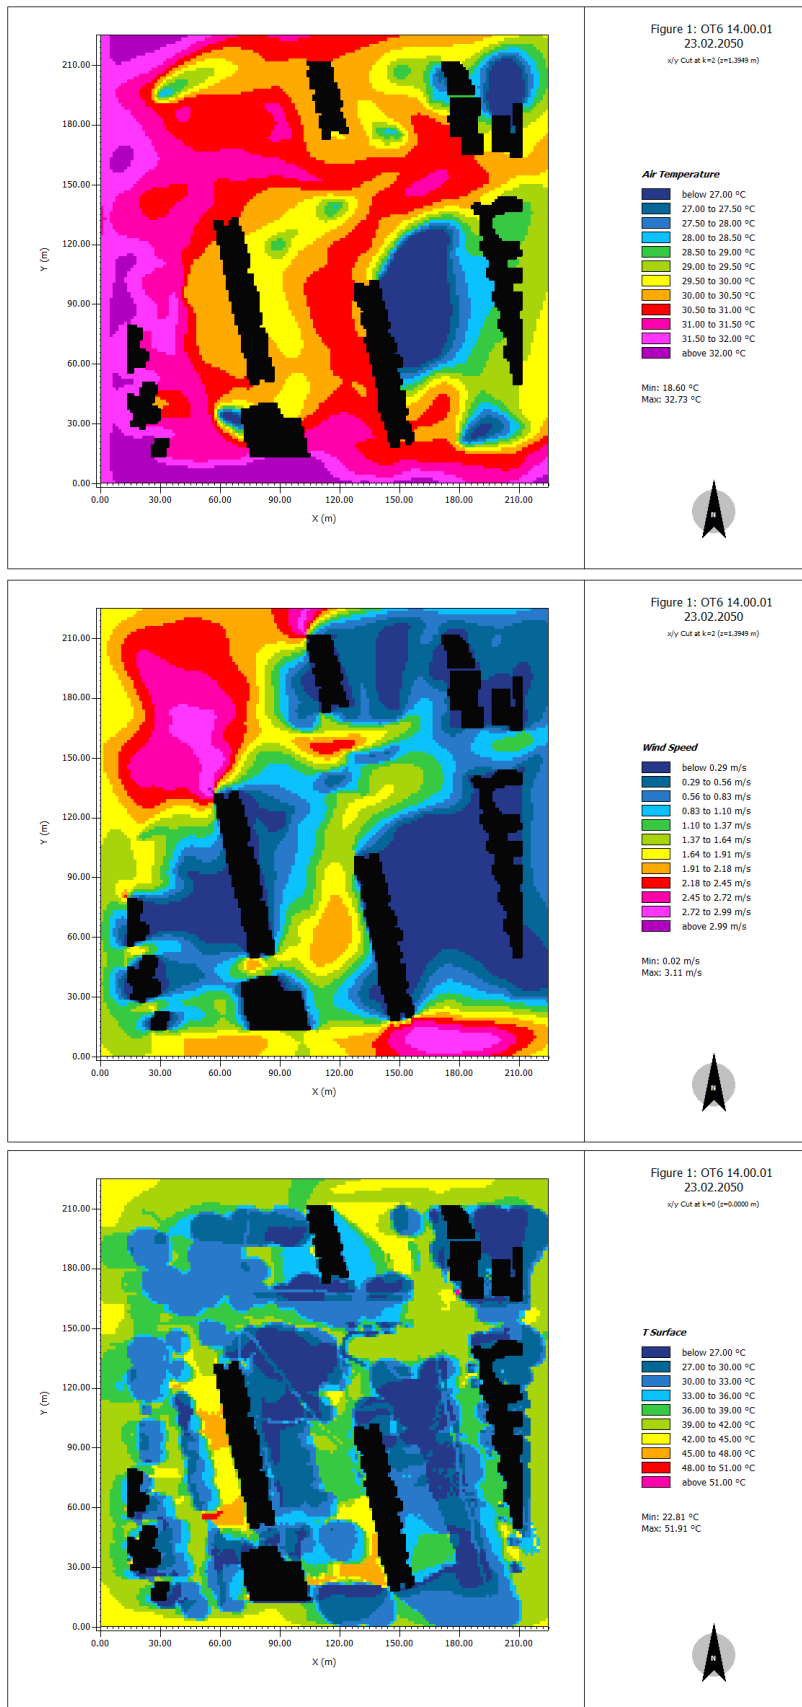 Figure 1: OT6 14.00.01
23.02.2050
x/y Cut at k=2 (z=1.3949 m)
Air Temperature
below 27.00 °C
27.00 to 27.50 °C
27.50 to 28.00 °C
28.00 to 28.50 °C
28.50 to 29.00 °C
29.00 to 29.50 °C
29.50 to 30.00 °C
30.00 to 30.50 °C
30.50 to 31.00 °C
31.00 to 31.50 °C
31.50 to 32.00 °C
above 32.00 °C
Min: 18.60 °C
Max: 32.73 °C
N
210.00
180.00
150.00
120.00
90.00
60.00
30.00
0.00
Y (m)
0.00 30.00 60.00 90.00 120.00 150.00 180.00 210.00
X (m)
Figure 1: OT6 14.00.01
23.02.2050
x/y Cut at k=2 (z=1.3949 m)
Wind Speed
below 0.29 m/s
0.29 to 0.56 m/s
0.56 to 0.83 m/s
0.83 to 1.10 m/s
1.10 to 1.37 m/s
1.37 to 1.64 m/s
1.64 to 1.91 m/s
1.91 to 2.18 m/s
2.18 to 2.45 m/s
2.45 to 2.72 m/s
2.72 to 2.99 m/s
above 2.99 m/s
Min: 0.02 m/s
Max: 3.11 m/s
N
210.00
180.00
150.00
120.00
90.00
60.00
30.00
0.00
Y (m)
0.00 30.00 60.00 90.00 120.00 150.00 180.00 210.00
X (m)
Figure 1: OT6 14.00.01
23.02.2050
x/y Cut at k=0 (z=0.0000 m)
T Surface
below 27.00 °C
27.00 to 30.00 °C
30.00 to 33.00 °C
33.00 to 36.00 °C
36.00 to 39.00 °C
39.00 to 42.00 °C
42.00 to 45.00 °C
45.00 to 48.00 °C
48.00 to 51.00 °C
above 51.00 °C
Min: 22.81 °C
Max: 51.91 °C
N
210.00
180.00
150.00
120.00
90.00
60.00
30.00
0.00
Y (m)
0.00 30.00 60.00 90.00 120.00 150.00 180.00 210.00
X (m)